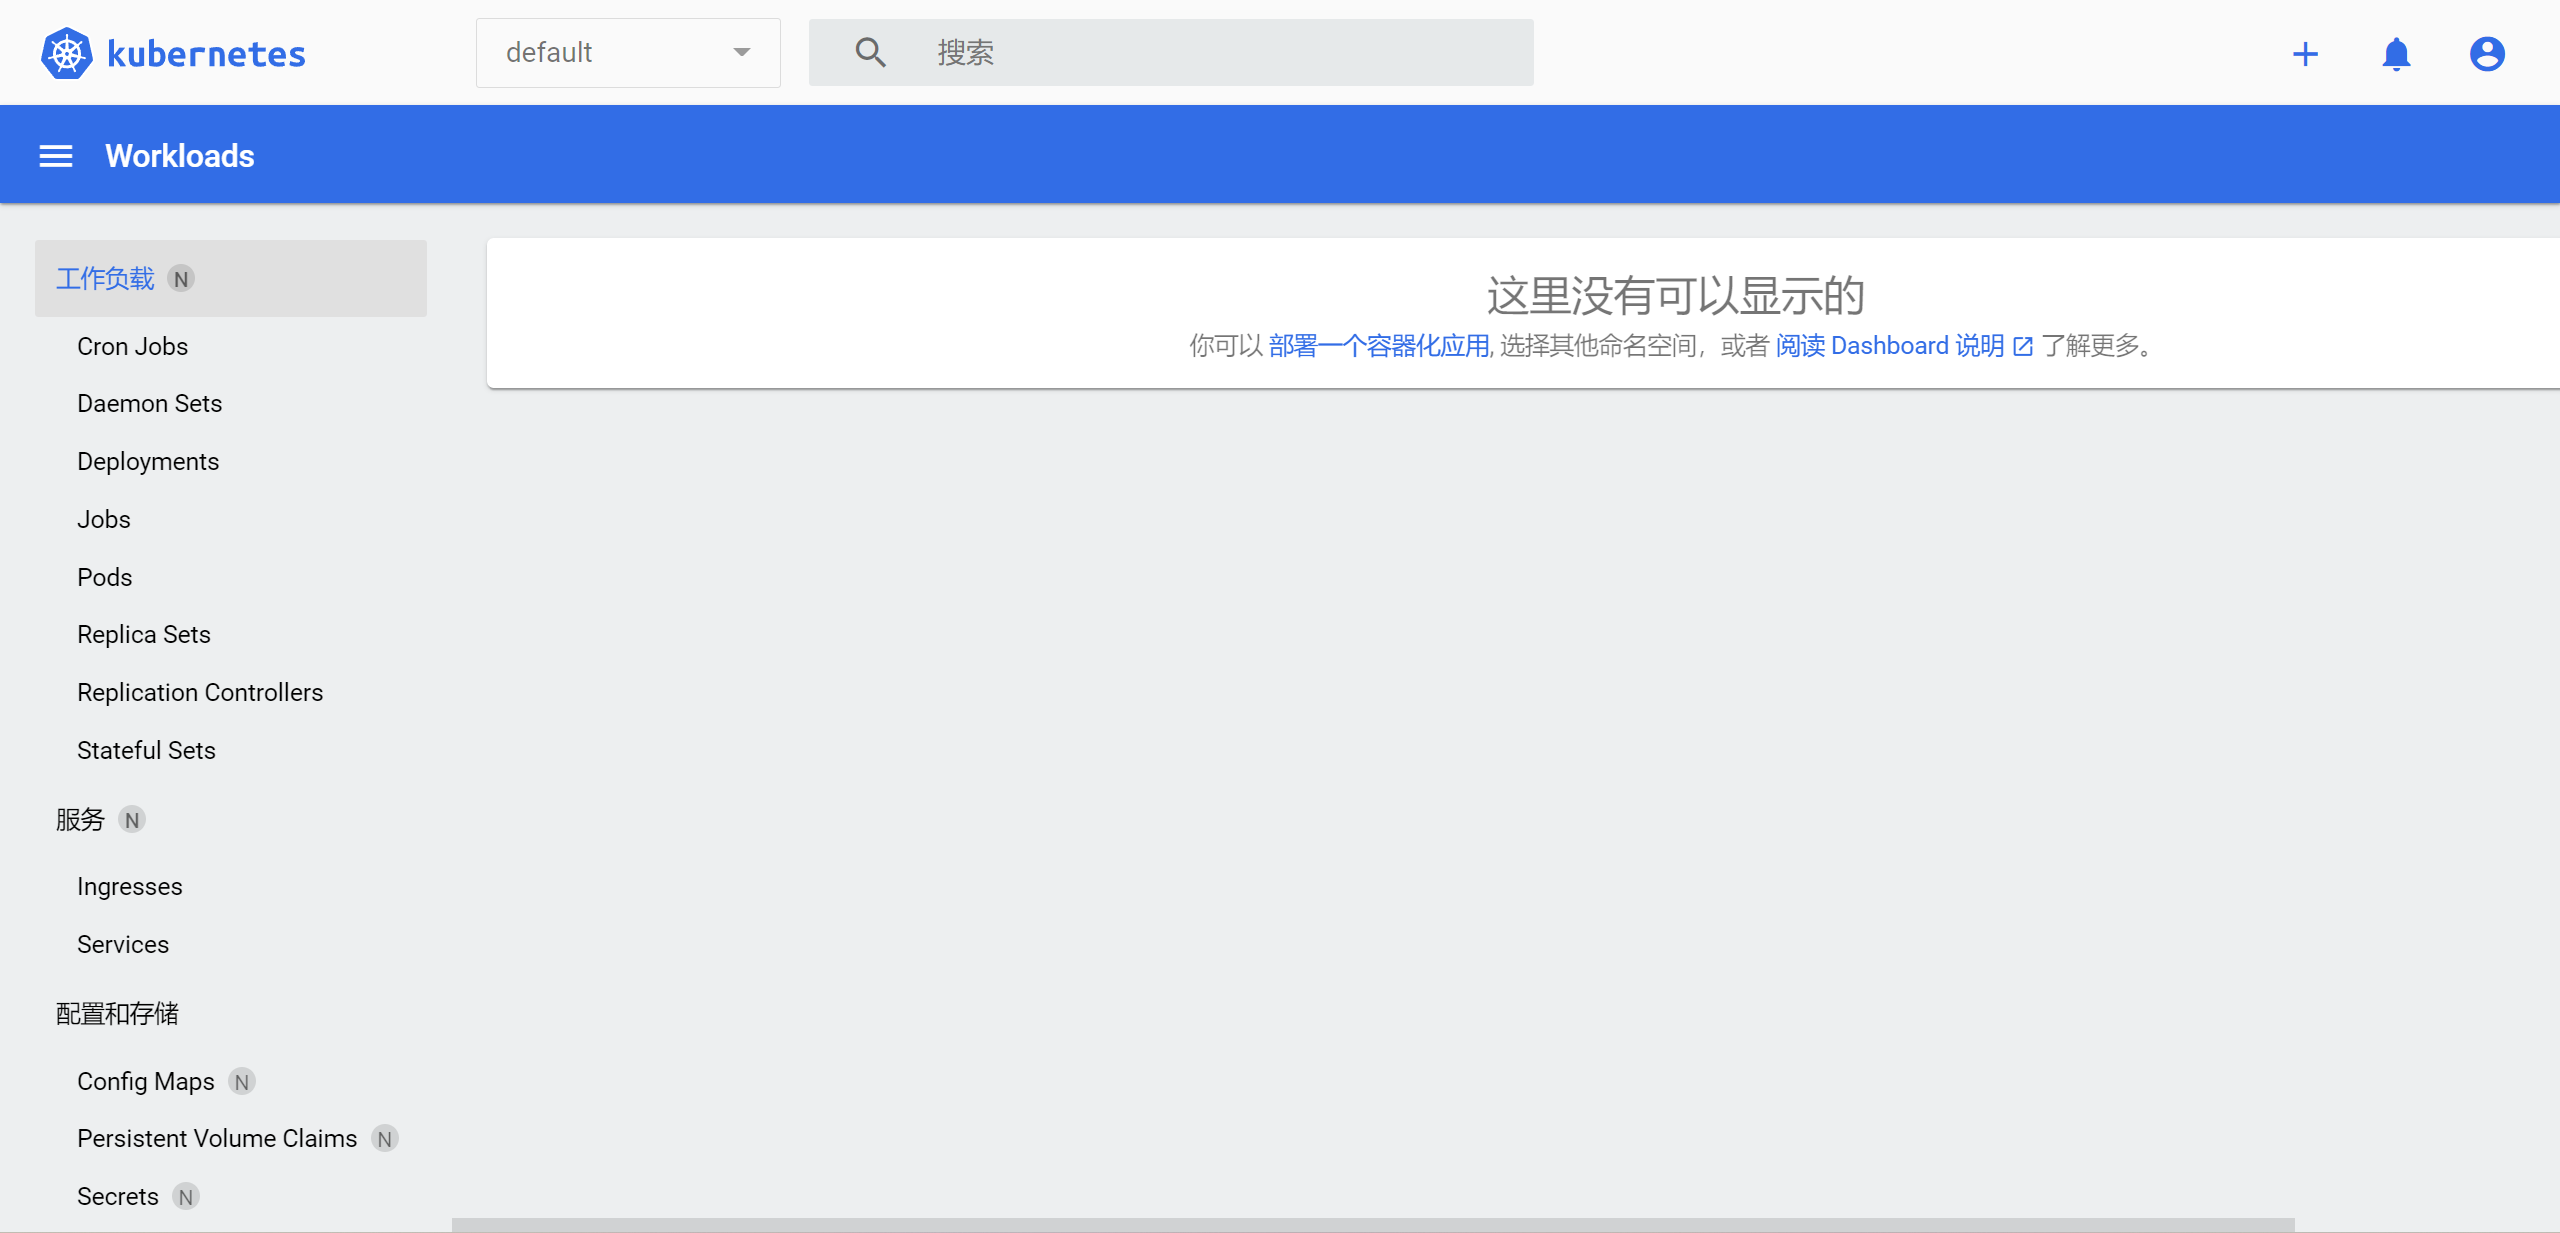 kubernetes
default
搜索
Workloads
工作负载 N
Cron Jobs
Daemon Sets
Deployments
Jobs
Pods
Replica Sets
Replication Controllers
Stateful Sets
服务 N
Ingresses
Services
配置和存储
Config Maps N
Persistent Volume Claims N
Secrets N
这里没有可以显示的
你可以 部署一个容器化应用, 选择其他命名空间，或者 阅读 Dashboard 说明 了解更多。